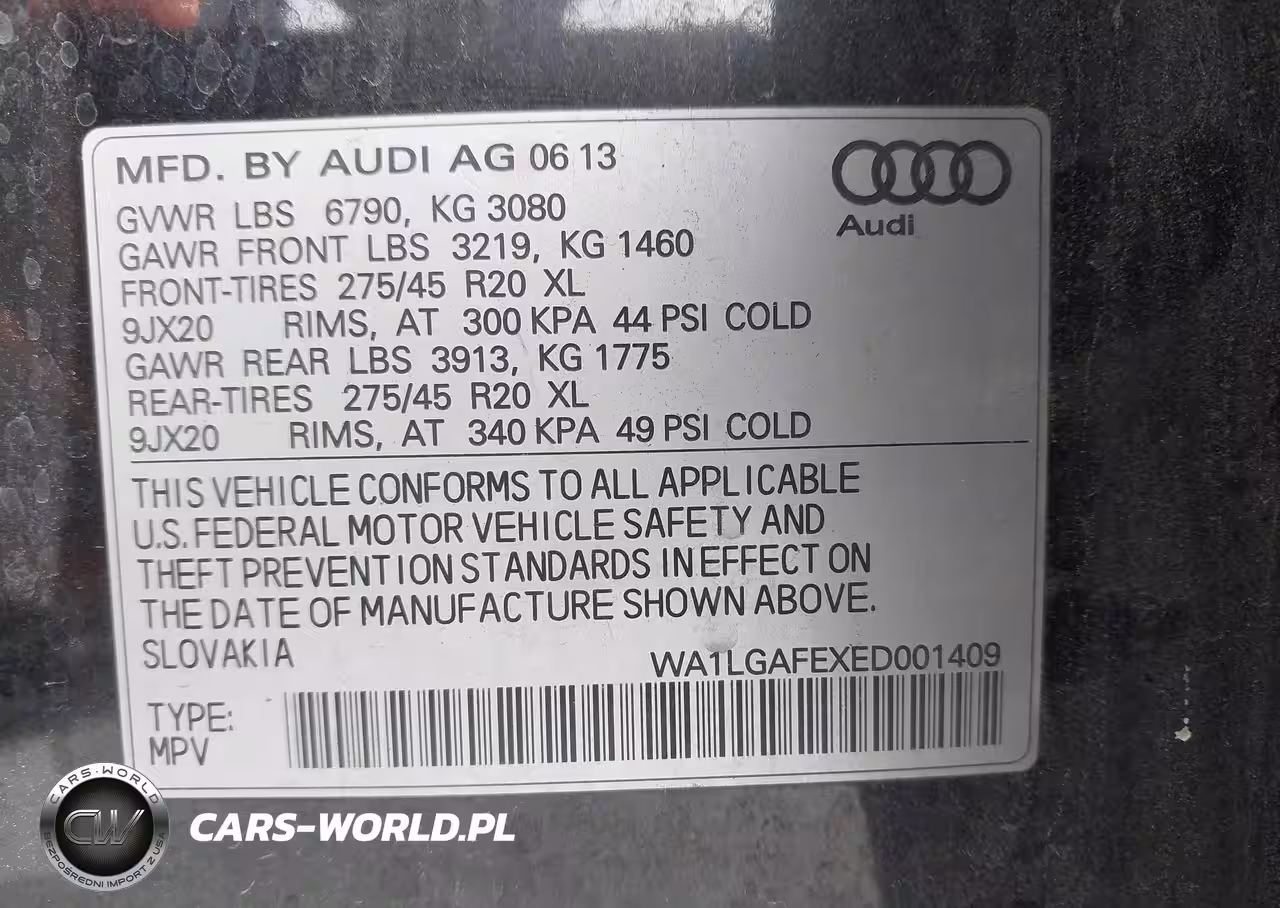 MFD. BY AUDI AG 06 13
Audi
GVWR LBS 6790, KG 3080
GAWR FRONT LBS 3219, KG 1460
FRONT-TIRES 275/45 R20 XL
9JX20 RIMS, AT 300 KPA 44 PSI COLD
GAWR REAR LBS 3913, KG 1775
REAR-TIRES 275/45 R20 XL
9JX20 RIMS, AT 340 KPA 49 PSI COLD
THIS VEHICLE CONFORMS TO ALL APPLICABLE
U.S. FEDERAL MOTOR VEHICLE SAFETY AND
THEFT PREVENTION STANDARDS IN EFFECT ON
THE DATE OF MANUFACTURE SHOWN ABOVE.
SLOVAKIA
WA1LGAFEXED001409
TYPE:
MPV
CARS-WORLD
CW
BEZPOŚREDNI IMPORT Z USA
CARS-WORLD.PL